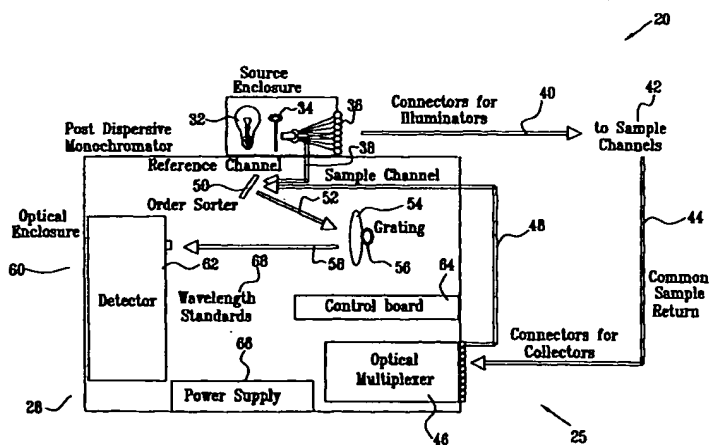 20
Source
Enclosure
34
32
36
Connectors for
Illuminators
40
42
to Sample
Channels
Post Dispersive
Monochromator
Reference Channel
38
Sample Channel
50
52
54
Order Sorter
Grating
Optical
Enclosure
48
44
60
62
58
56
68
64
Detector
Wavelength
Standards
Control board
Common
Sample
Return
Connectors for
Collectors
66
Optical
Multiplexer
Power Supply
28
46
25